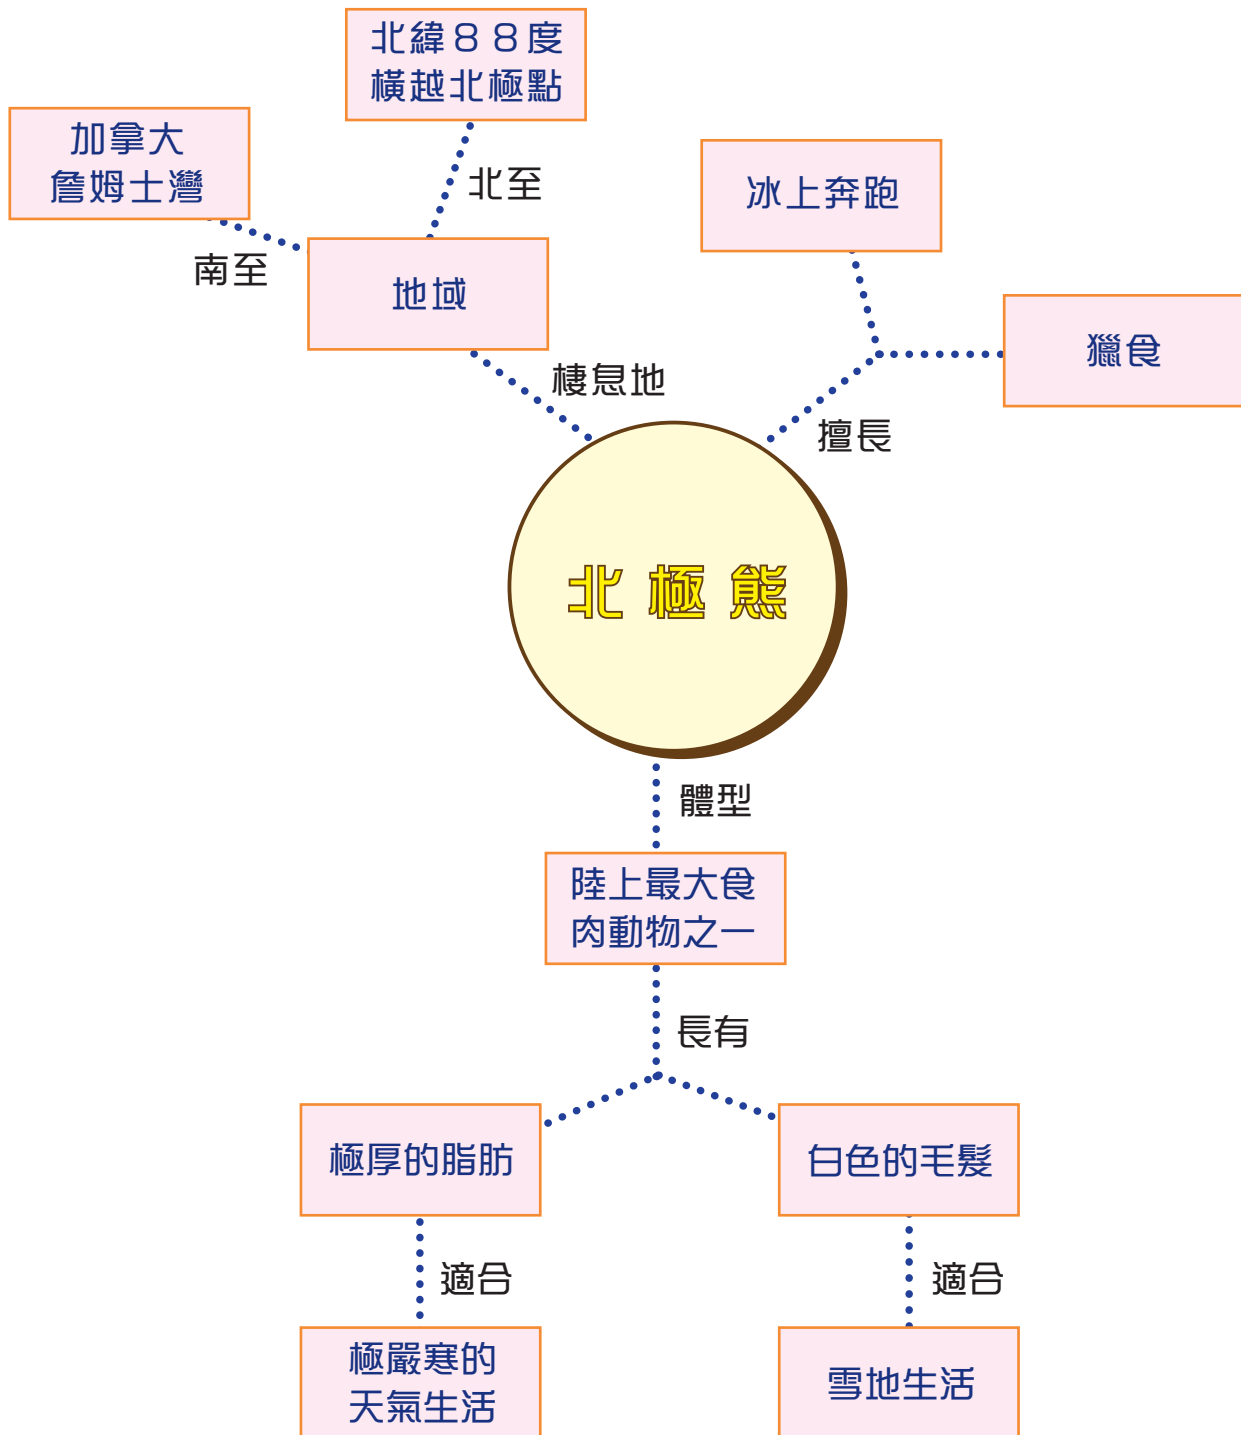 北緯８８度
橫越北極點
加拿大
詹姆士灣
北至
南至
地域
冰上奔跑
獵食
棲息地
擅長
北極熊
體型
陸上最大食
肉動物之一
長有
極厚的脂肪
白色的毛髮
適合
適合
極嚴寒的
天氣生活
雪地生活